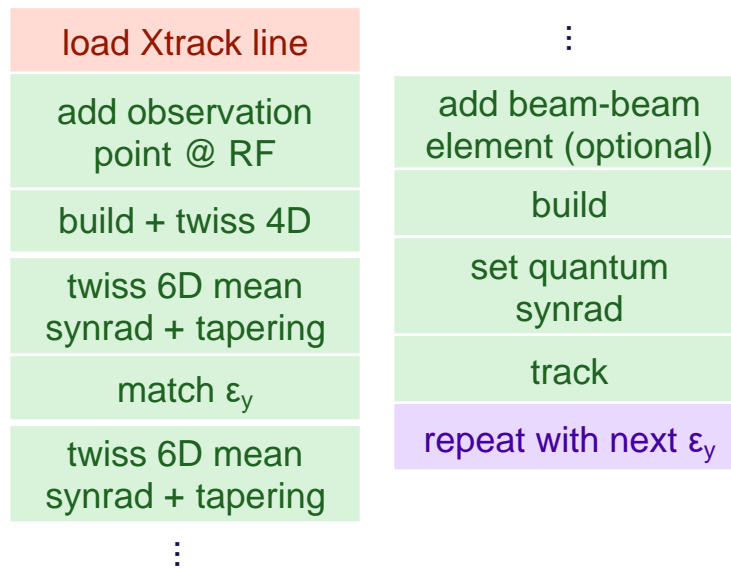 load Xtrack line
add observation
point @ RF
build + twiss 4D
twiss 6D mean
synrad + tapering
match εy
twiss 6D mean
synrad + tapering
⋮
⋮
add beam-beam
element (optional)
build
set quantum
synrad
track
repeat with next εy